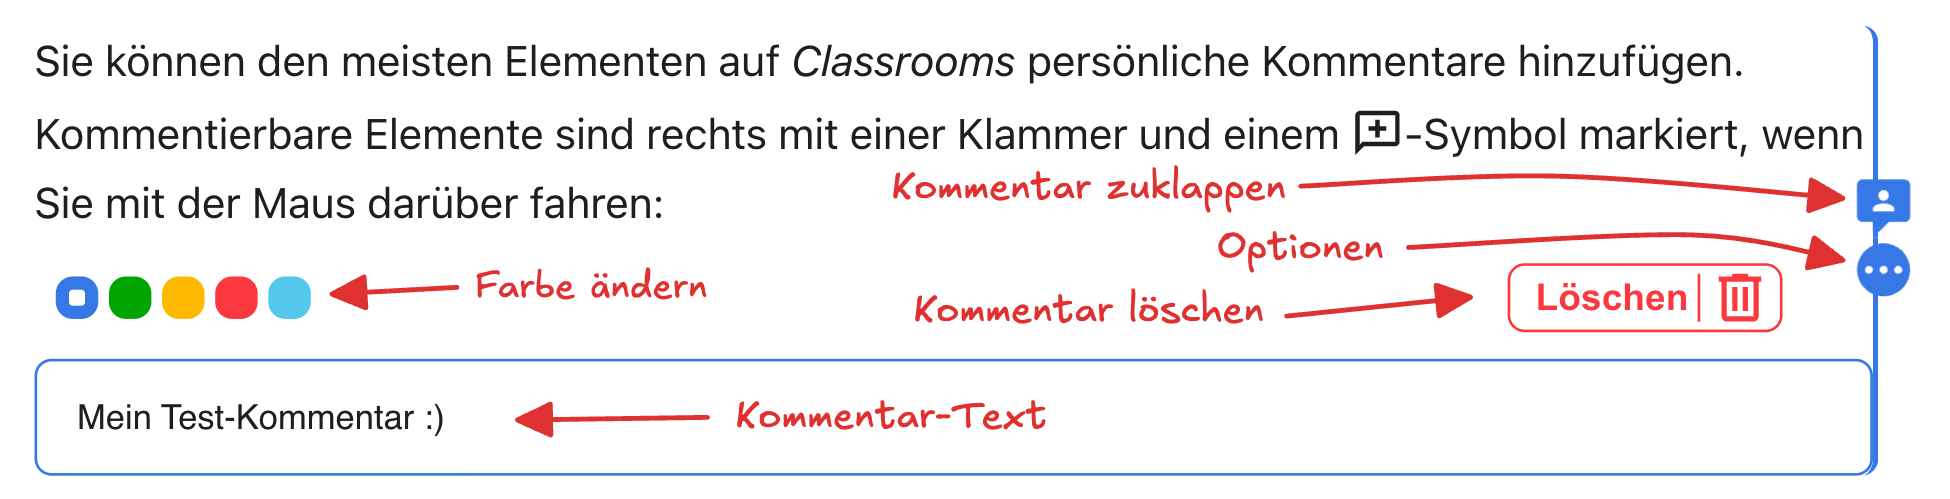 Sie können den meisten Elementen auf Classrooms persönliche Kommentare hinzufügen.
Kommentierbare Elemente sind rechts mit einer Klammer und einem -Symbol markiert, wenn
Sie mit der Maus darüber fahren:
Kommentar zuklappen
Optionen
Farbe ändern
Kommentar löschen
Löschen
Mein Test-Kommentar :)
Kommentar-Text